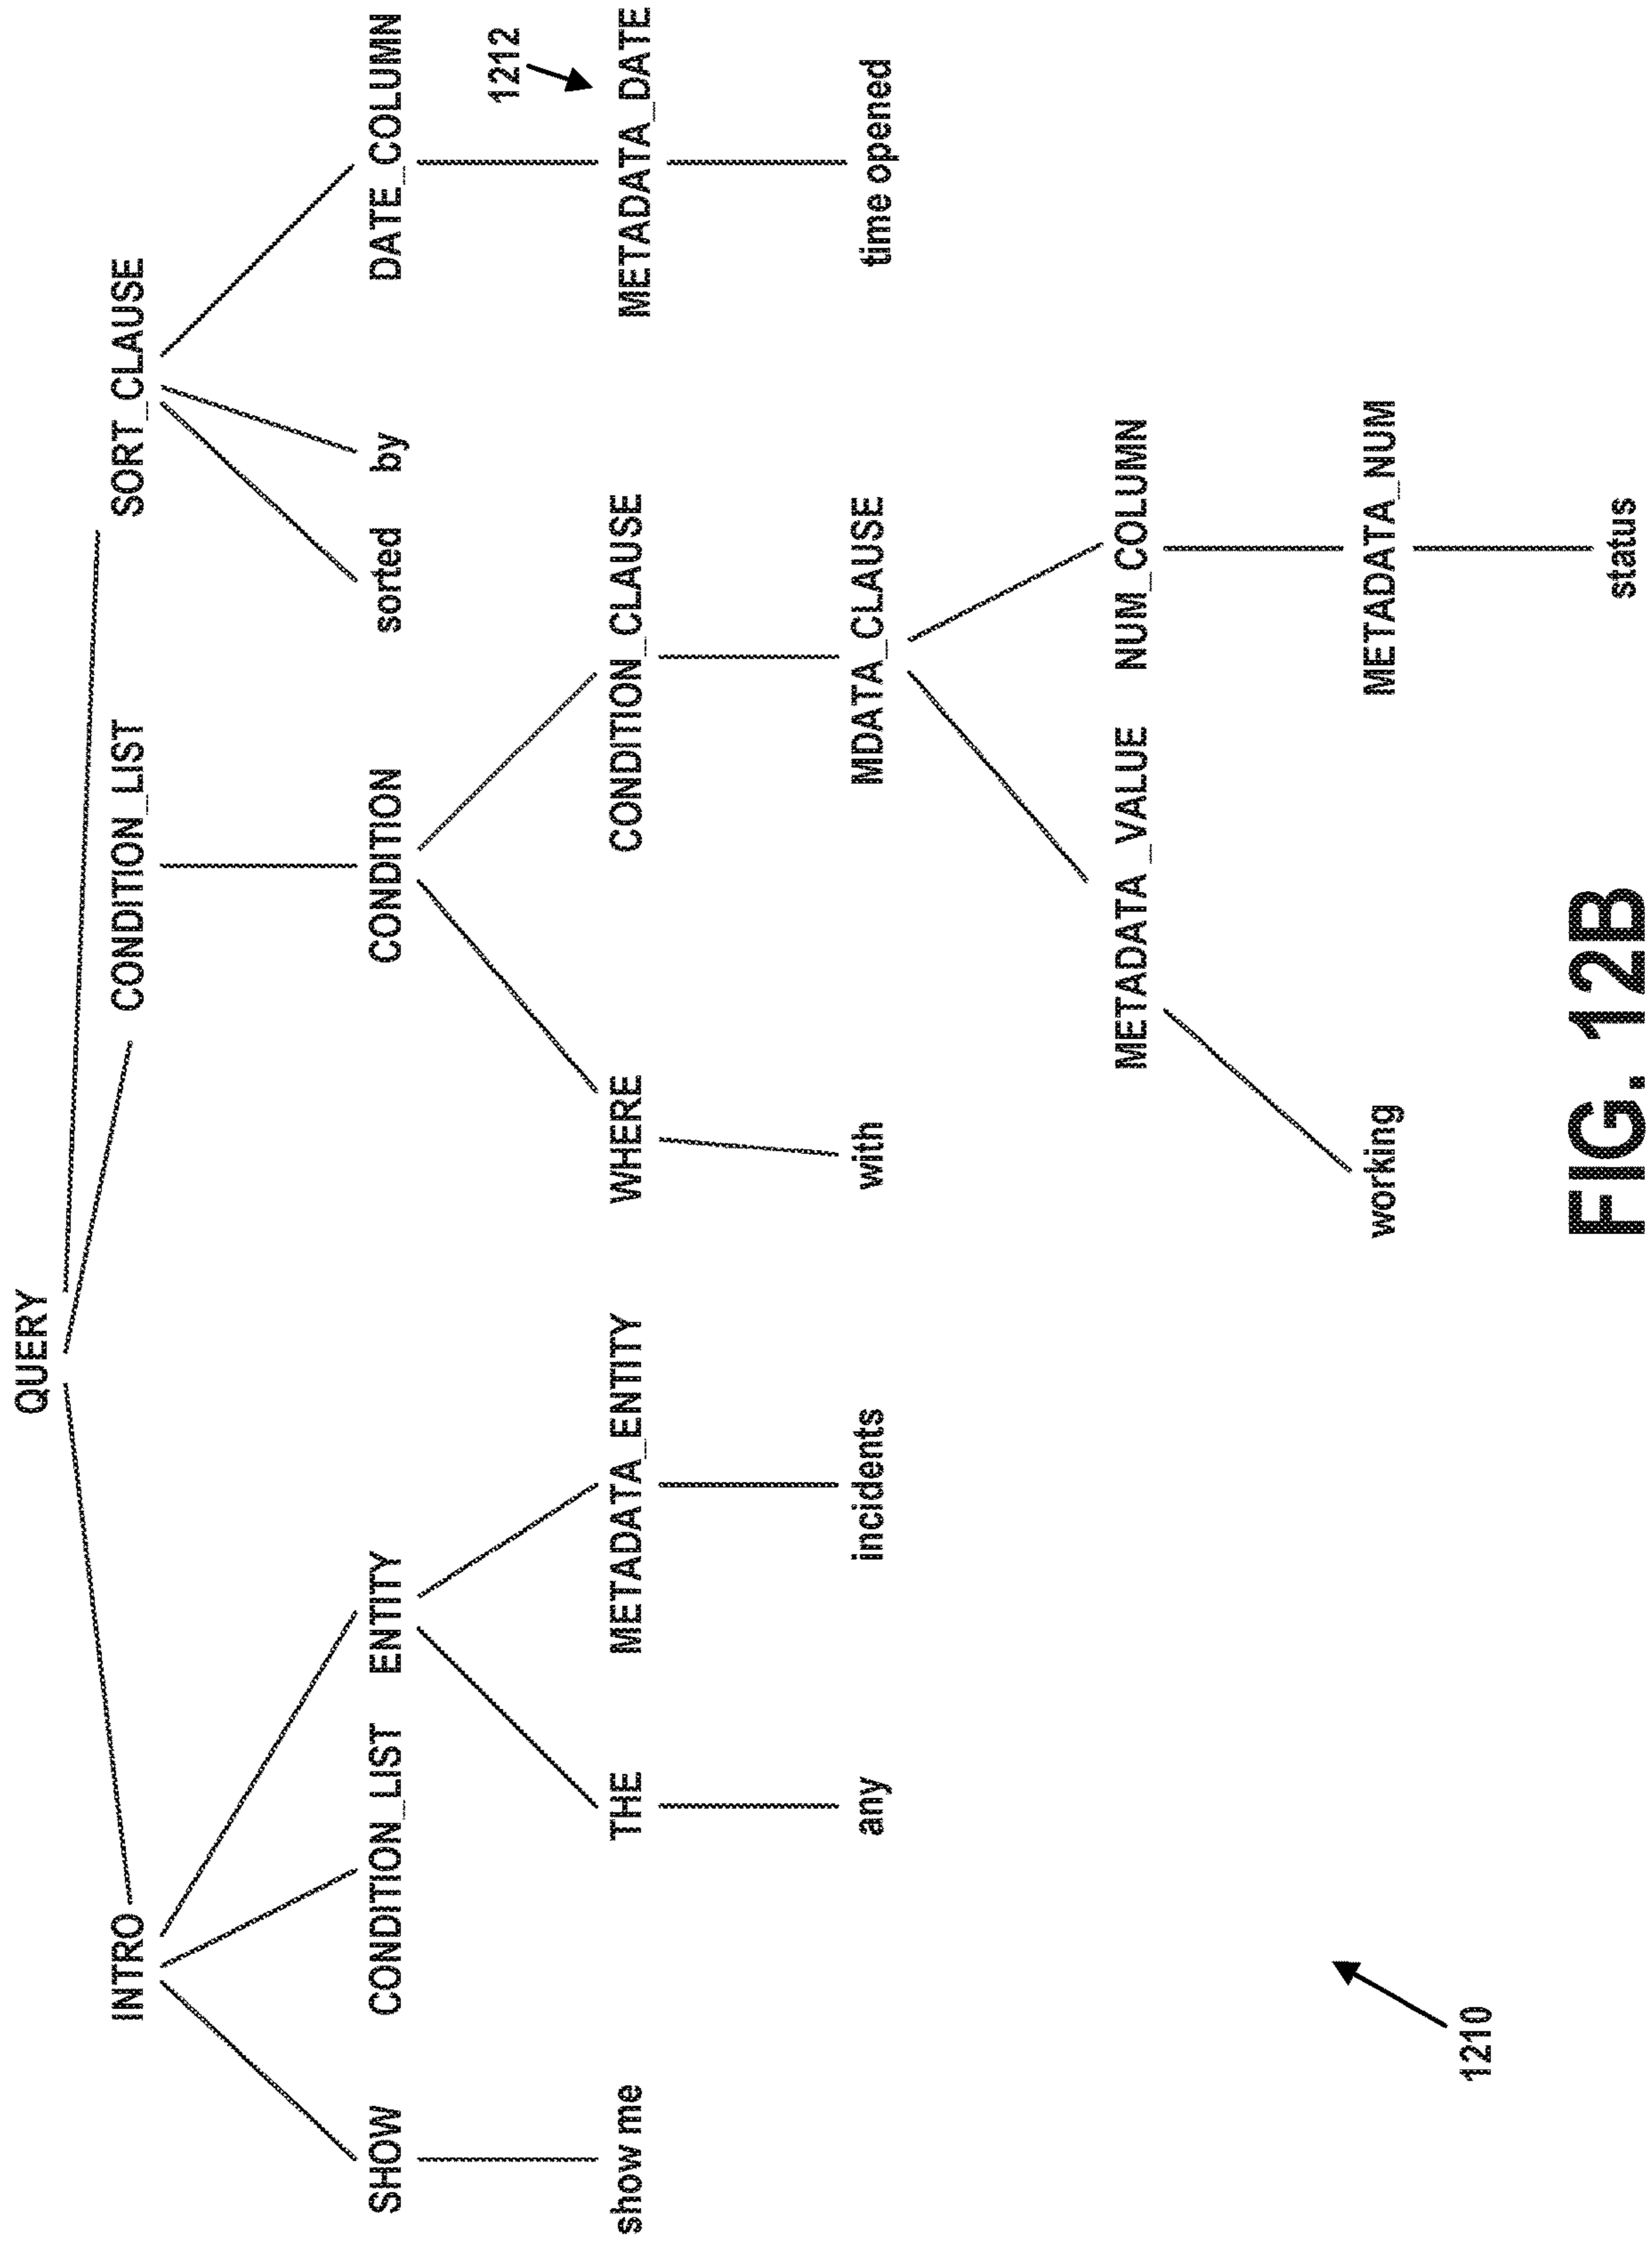 QUERY
INTRO CONDITION_LIST SORT_CLAUSE
SHOW CONDITION_LIST ENTITY CONDITION sorted by DATE_COLUMN
1212
show me THE METADATA_ENTITY WHERE CONDITION_CLAUSE METADATA_DATE
any incidents with MDATA_CLAUSE time opened
METADATA_VALUE NUM_COLUMN
working METADATA_NUM
1210
status
FIG. 12B